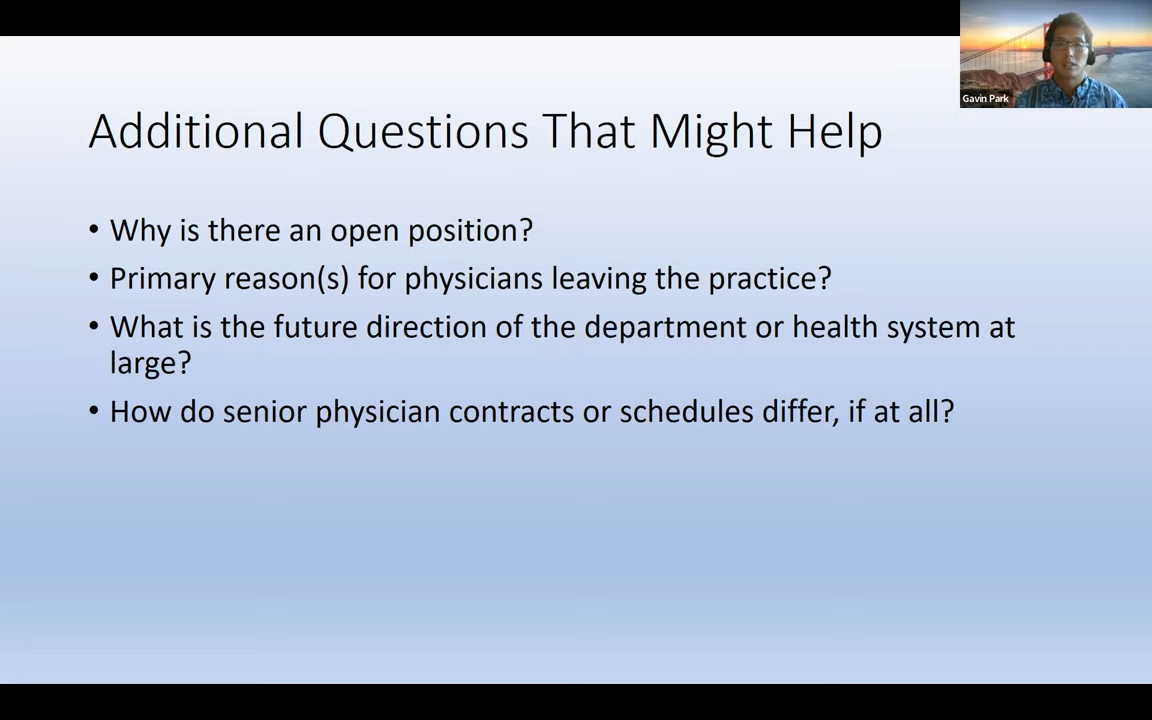 Gavin Park
Additional Questions That Might Help
• Why is there an open position?
• Primary reason(s) for physicians leaving the practice?
• What is the future direction of the department or health system at
large?
• How do senior physician contracts or schedules differ, if at all?